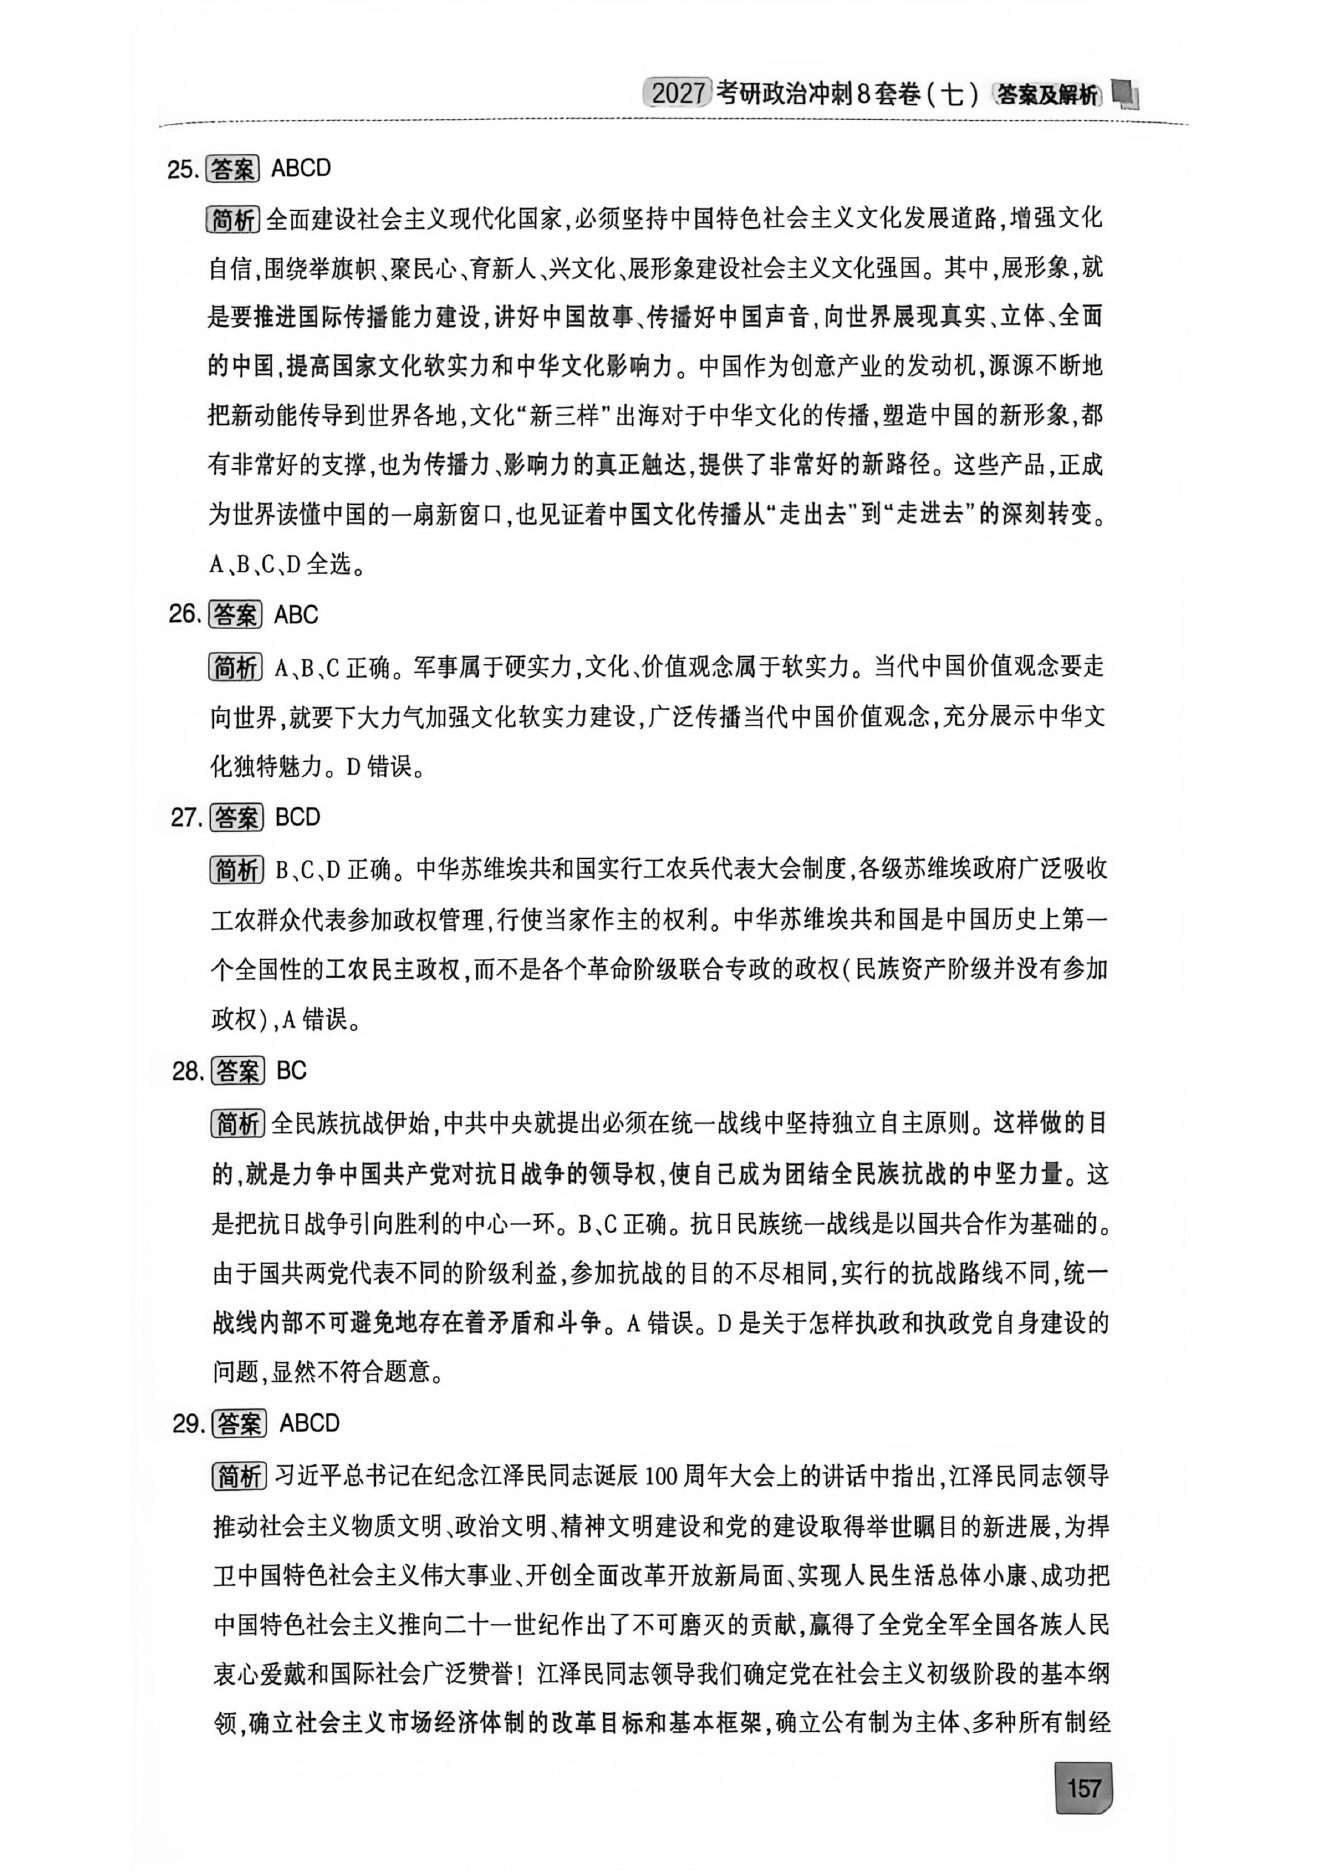 2027考研政治冲刺8套卷(七) 答案及解析
25. 答案 ABCD
简析 全面建设社会主义现代化国家,必须坚持中国特色社会主义文化发展道路,增强文化
自信,围绕举旗帜、聚民心、育新人、兴文化、展形象建设社会主义文化强国。其中,展形象,就
是要推进国际传播能力建设,讲好中国故事、传播好中国声音,向世界展现真实、立体、全面
的中国,提高国家文化软实力和中华文化影响力。中国作为创意产业的发动机,源源不断地
把新动能传导到世界各地,文化“新三样”出海对于中华文化的传播,塑造中国的新形象,都
有非常好的支撑,也为传播力、影响力的真正触达,提供了非常好的新路径。这些产品,正成
为世界读懂中国的一扇新窗口,也见证着中国文化传播从“走出去”到“走进去”的深刻转变。
A、B、C、D全选。
26. 答案 ABC
简析 A、B、C正确。军事属于硬实力,文化、价值观念属于软实力。当代中国价值观念要走
向世界,就要下大力气加强文化软实力建设,广泛传播当代中国价值观念,充分展示中华文
化独特魅力。D错误。
27. 答案 BCD
简析 B、C、D正确。中华苏维埃共和国实行工农兵代表大会制度,各级苏维埃政府广泛吸收
工农群众代表参加政权管理,行使当家作主的权利。中华苏维埃共和国是中国历史上第一
个全国性的工农民主政权,而不是各个革命阶级联合专政的政权(民族资产阶级并没有参加
政权),A错误。
28. 答案 BC
简析 全民族抗战伊始,中共中央就提出必须在统一战线中坚持独立自主原则。这样做的目
的,就是力争中国共产党对抗日战争的领导权,使自己成为团结全民族抗战的中坚力量。这
是把抗日战争引向胜利的中心一环。B、C正确。抗日民族统一战线是以国共合作为基础的。
由于国共两党代表不同的阶级利益,参加抗战的目的不尽相同,实行的抗战路线不同,统一
战线内部不可避免地存在着矛盾和斗争。A错误。D是关于怎样执政和执政党自身建设的
问题,显然不符合题意。
29. 答案 ABCD
简析 习近平总书记在纪念江泽民同志诞辰100周年大会上的讲话中指出,江泽民同志领导
推动社会主义物质文明、政治文明、精神文明建设和党的建设取得举世瞩目的新进展,为捍
卫中国特色社会主义伟大事业、开创全面改革开放新局面、实现人民生活总体小康、成功把
中国特色社会主义推向二十一世纪作出了不可磨灭的贡献,赢得了全党全军全国各族人民
衷心爱戴和国际社会广泛赞誉!江泽民同志领导我们确定党在社会主义初级阶段的基本纲
领,确立社会主义市场经济体制的改革目标和基本框架,确立公有制为主体、多种所有制经
157